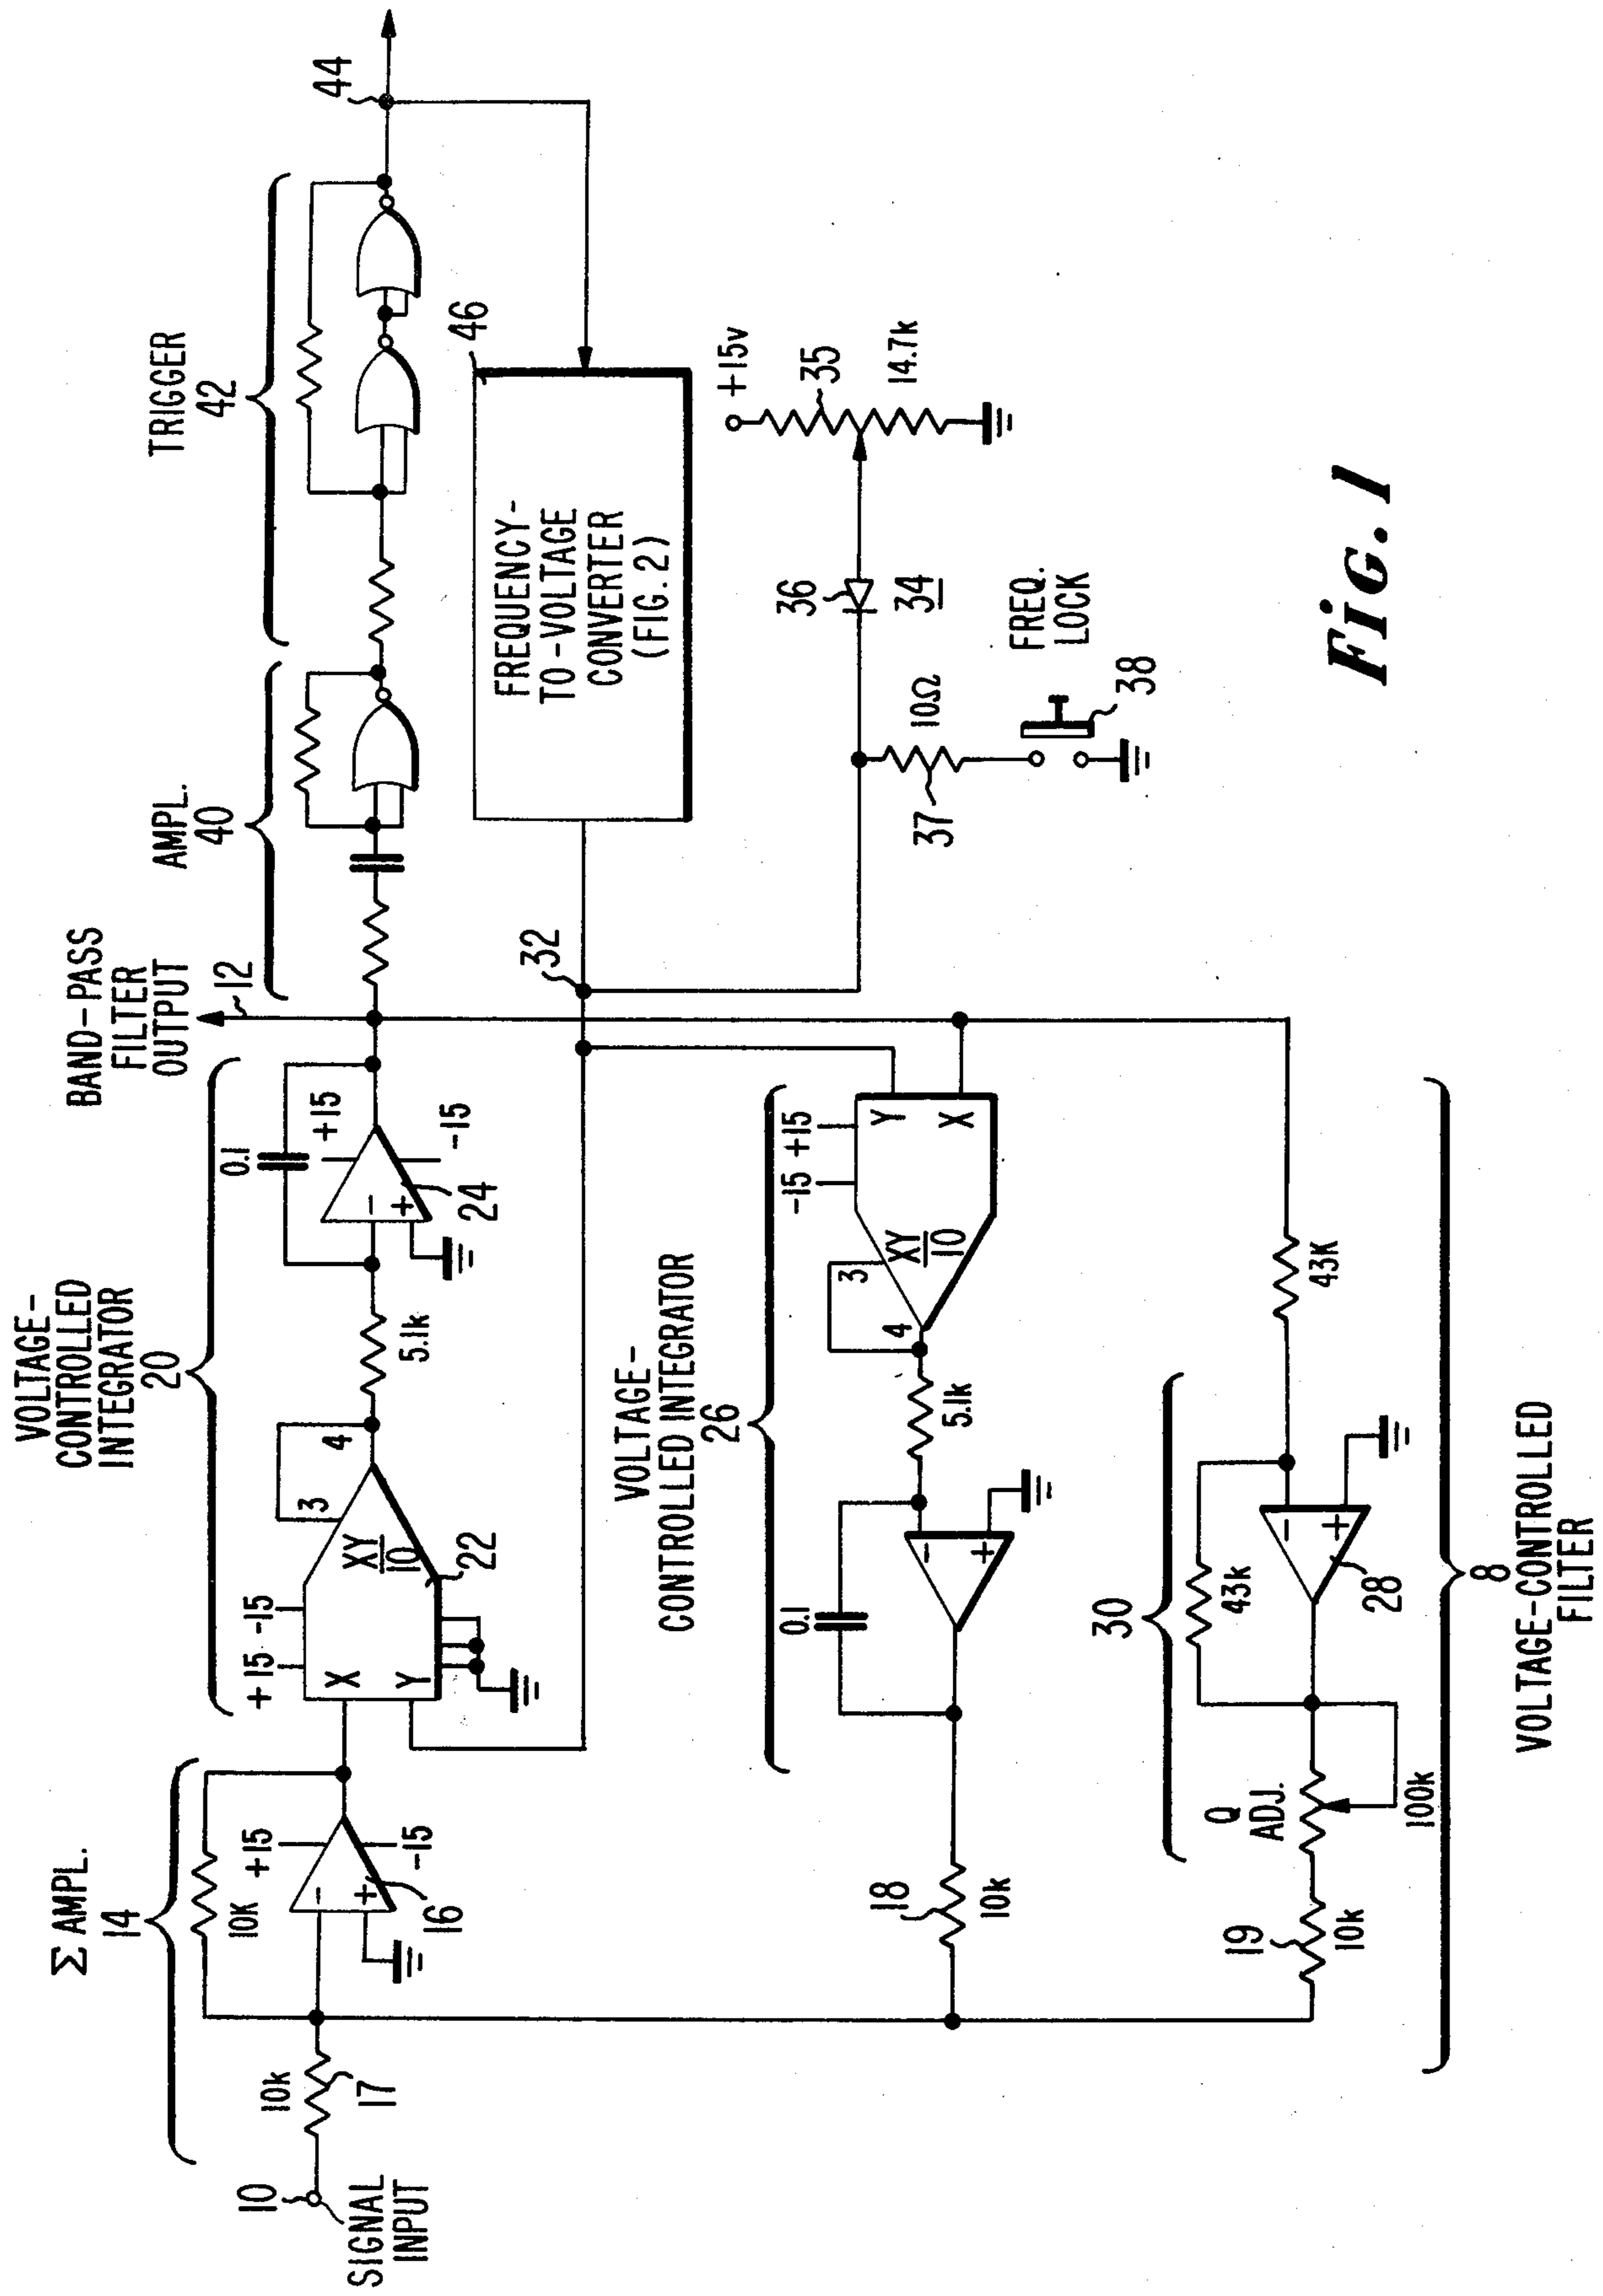 Σ AMPL.
14
10K
+15
-15
16
10k
17
10
SIGNAL
INPUT
VOLTAGE-
CONTROLLED
INTEGRATOR
20
+15
-15
X
Y
XY
10
22
3
4
5.1k
0.1
+15
-15
-
+
24
-
+
BAND-PASS
FILTER
OUTPUT
12
AMPL.
40
TRIGGER
42
44
46
FREQUENCY-
TO-VOLTAGE
CONVERTER
(FIG.2)
32
+15v
35
14.7k
36
34
10Ω
37
FREQ.
LOCK
38
VOLTAGE-
CONTROLLED INTEGRATOR
26
-15
+15
Y
X
XY
10
3
4
5.1k
0.1
-
+
18
10k
30
43K
43k
-
+
28
Q
ADJ.
100k
19
10k
8
VOLTAGE-CONTROLLED
FILTER
FiG. 1